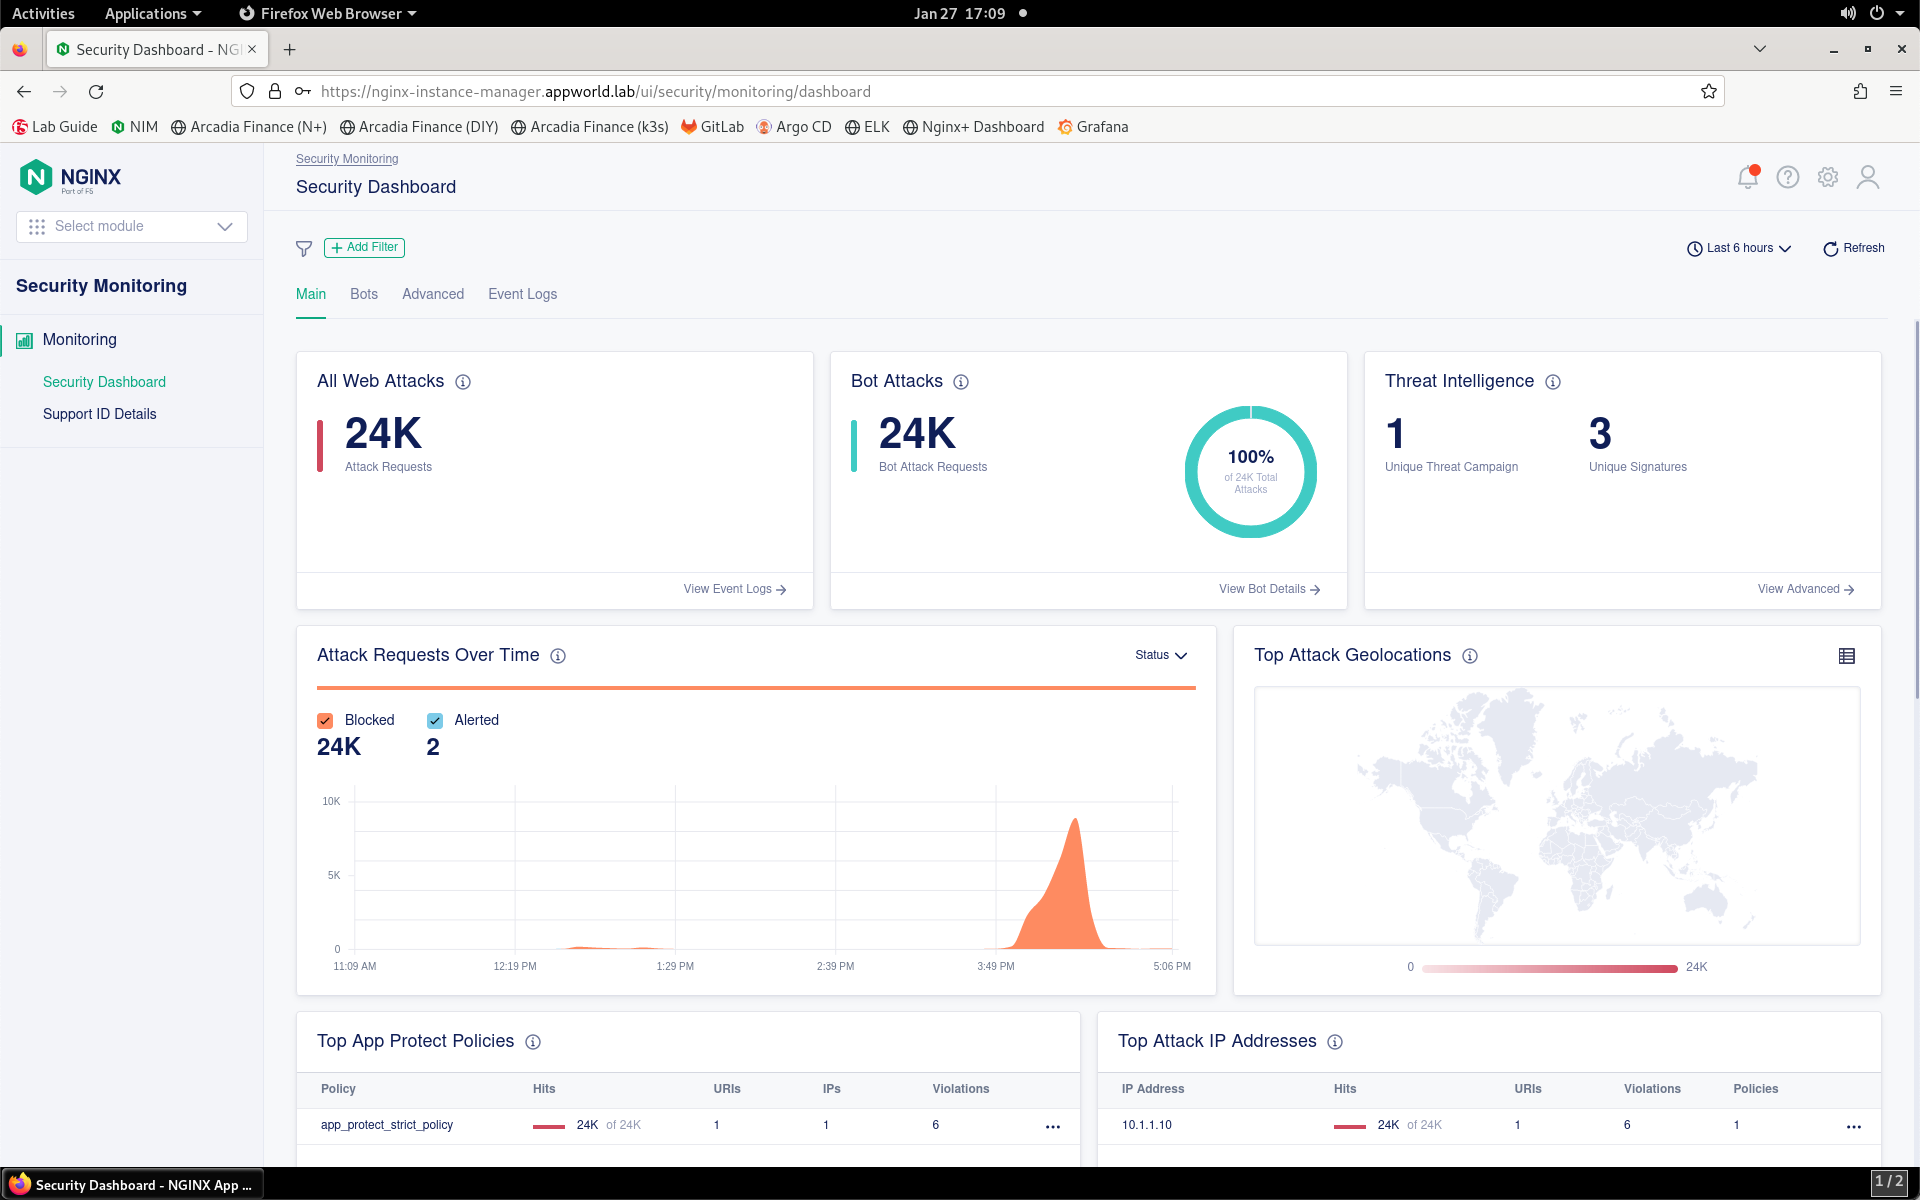 Activities Applications Firefox Web Browser Jan 27 17:09
Security Dashboard - NG
https://nginx-instance-manager.appworld.lab/ui/security/monitoring/dashboard
Lab Guide NIM Arcadia Finance (N+) Arcadia Finance (DIY) Arcadia Finance (k3s) GitLab Argo CD ELK Nginx+ Dashboard Grafana
NGINX
Part of F5
Select module
Security Monitoring
Monitoring
Security Dashboard
Support ID Details
Security Monitoring
Security Dashboard
Add Filter
Last 6 hours Refresh
Main Bots Advanced Event Logs
All Web Attacks
24K
Attack Requests
View Event Logs
Bot Attacks
24K
Bot Attack Requests
100%
of 24K Total
Attacks
View Bot Details
Threat Intelligence
1 3
Unique Threat Campaign Unique Signatures
View Advanced
Attack Requests Over Time Status
Blocked Alerted
24K 2
10K
5K
0
11:09 AM 12:19 PM 1:29 PM 2:39 PM 3:49 PM 5:06 PM
Top Attack Geolocations
0 24K
Top App Protect Policies
Policy Hits URIs IPs Violations
app_protect_strict_policy 24K of 24K 1 1 6
Top Attack IP Addresses
IP Address Hits URIs Violations Policies
10.1.1.10 24K of 24K 1 6 1
Security Dashboard - NGINX App ...
1 / 2